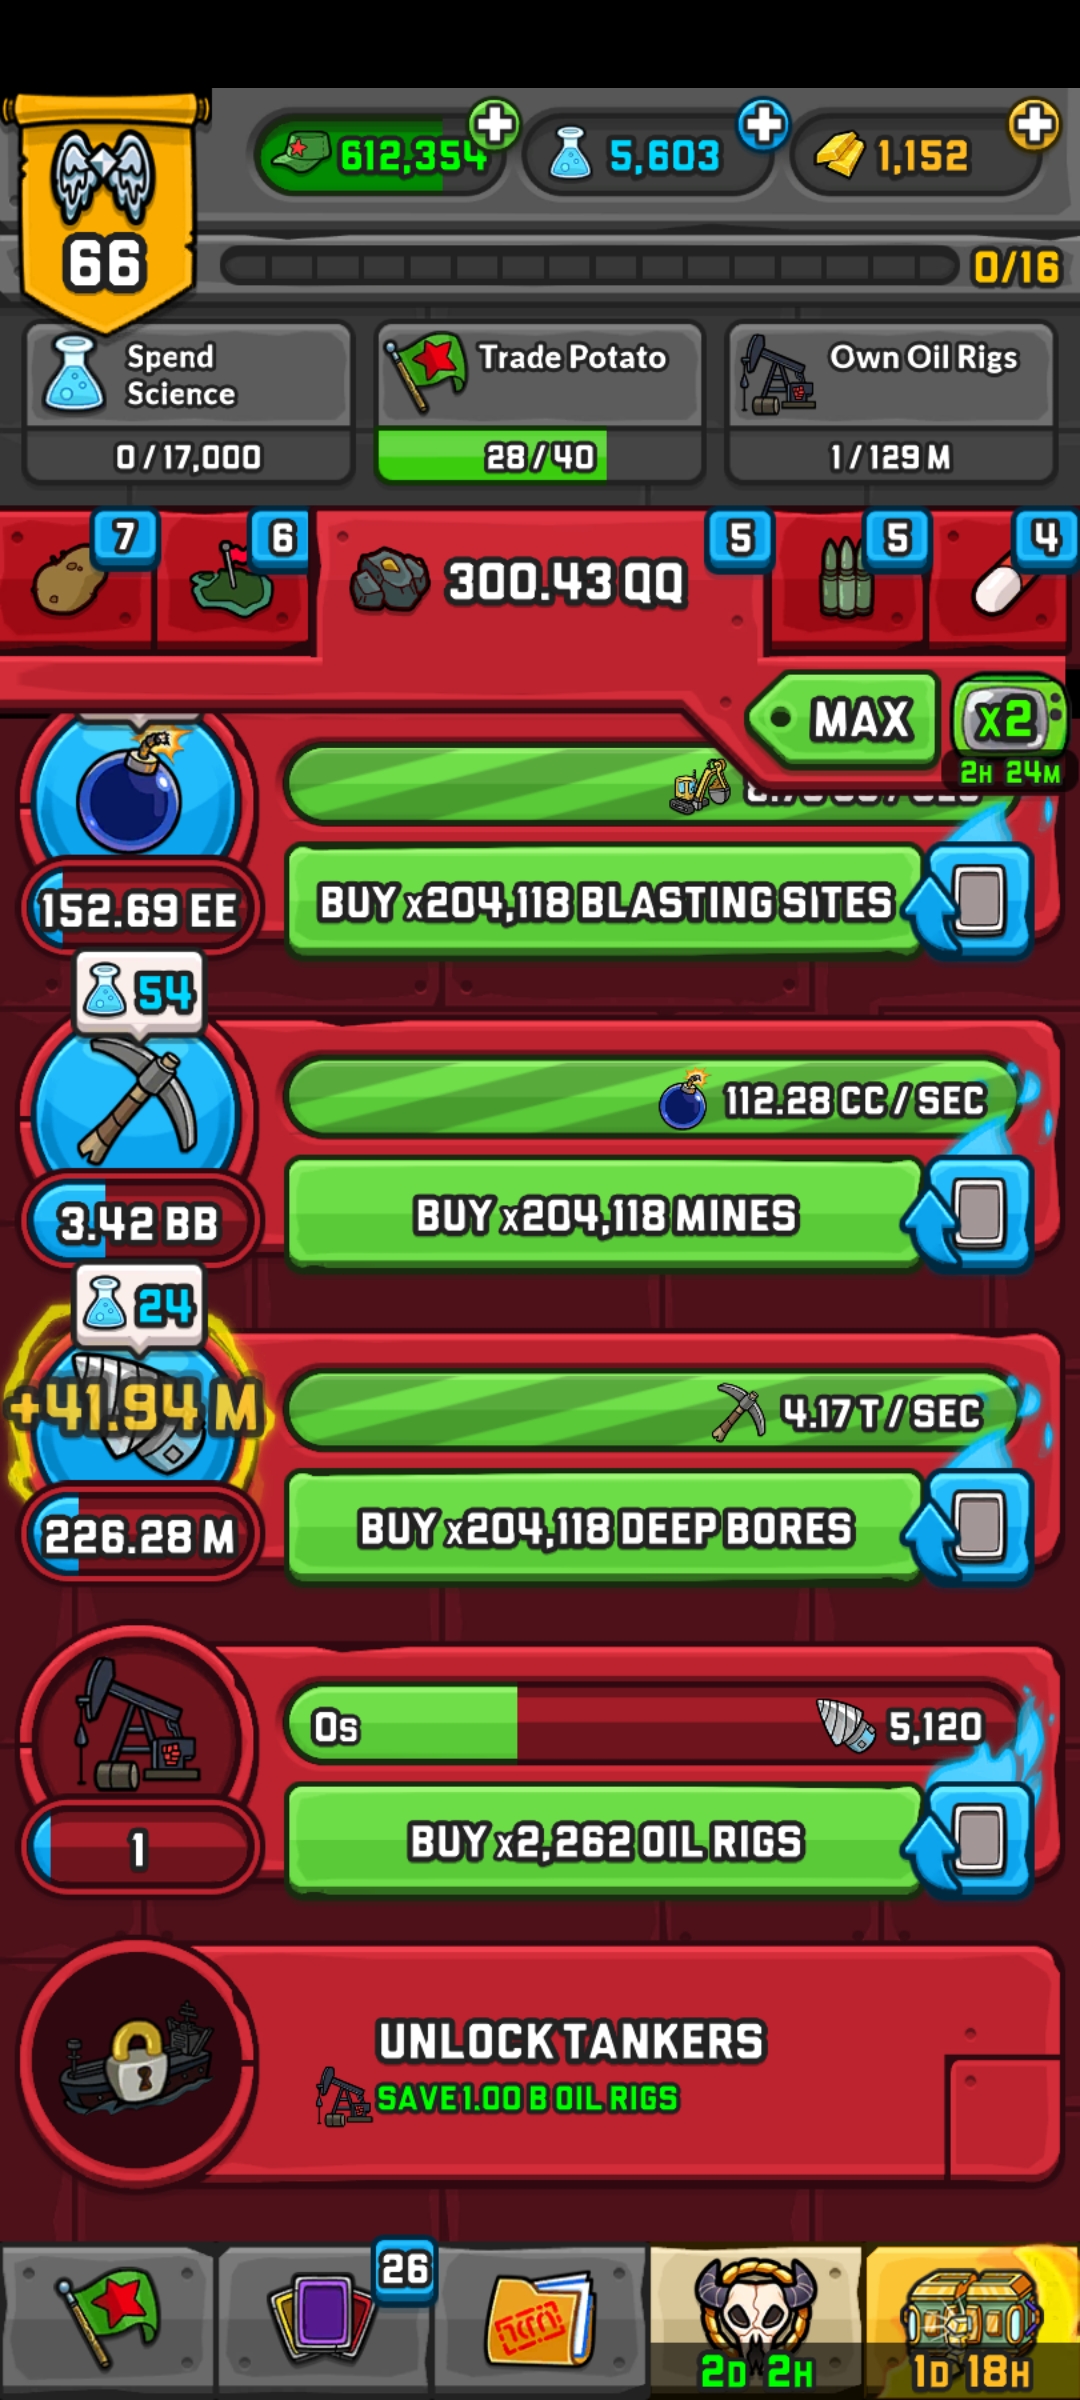 612,354
5,603
1,152
66
0/16
Spend
Science
0/17,000
Trade Potato
28/40
Own Oil Rigs
1/129 M
7
6
300.43 QQ
5
5
4
MAX
X2
2H 24M
152.69 EE
BUY x204,118 BLASTING SITES
54
112.28 CC/SEC
3.42 BB
BUY x204,118 MINES
24
+41.94 M
4.17 T/SEC
226.28 M
BUY x204,118 DEEP BORES
0s
5,120
1
BUY x2,262 OIL RIGS
UNLOCK TANKERS
SAVE 1.00 B OIL RIGS
26
2D 2H
1D 18H